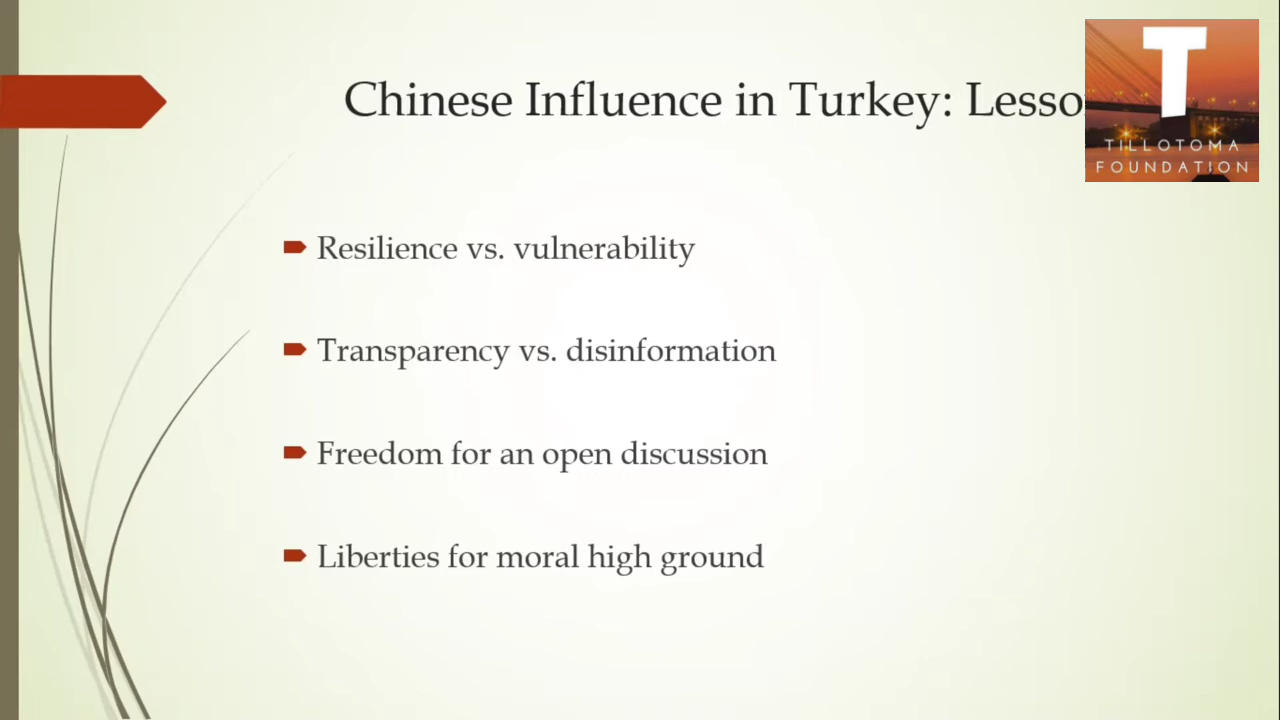 Chinese Influence in Turkey: Lesso
T
TILLOTOMA
FOUNDATION
Resilience vs. vulnerability
Transparency vs. disinformation
Freedom for an open discussion
Liberties for moral high ground